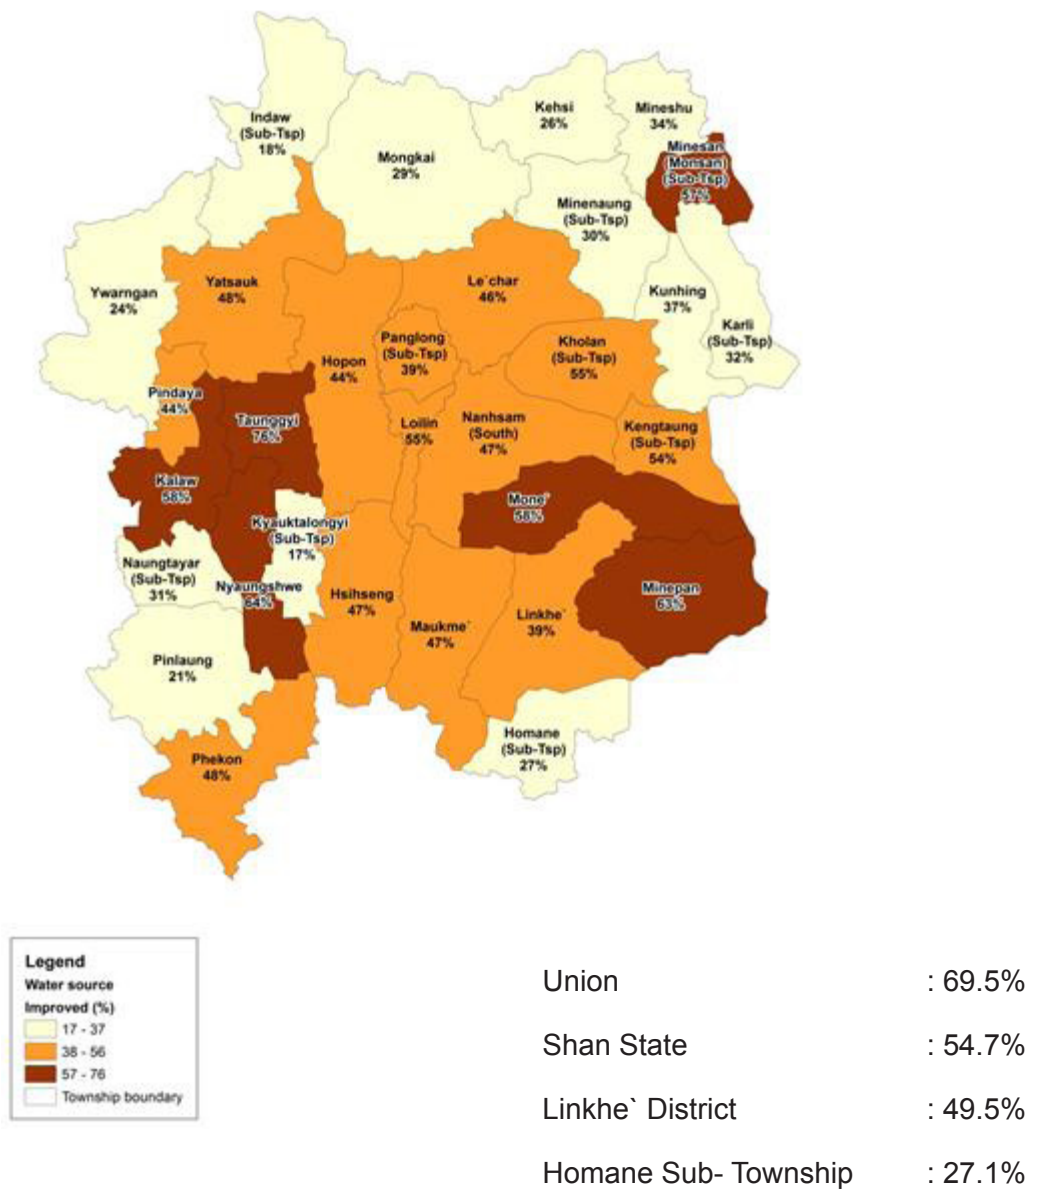 Indaw
(Sub-Tsp)
18%
Mongkai
29%
Kehsi
26%
Mineshu
34%
Minesan
(Monsan)
(Sub-Tsp)
57%
Minenaung
(Sub-Tsp)
30%
Ywarngan
24%
Yatsauk
48%
Le`char
46%
Kunhing
37%
Karli
(Sub-Tsp)
32%
Panglong
(Sub-Tsp)
39%
Kholan
(Sub-Tsp)
55%
Hopon
44%
Pindaya
44%
Taunggyi
76%
Loilin
55%
Nanhsam
(South)
47%
Kengtaung
(Sub-Tsp)
54%
Kalaw
58%
Mone`
58%
Kyauktalongyi
(Sub-Tsp)
17%
Naungtayar
(Sub-Tsp)
31%
Nyaungshwe
64%
Hsihseng
47%
Minepan
63%
Linkhe`
39%
Maukme`
47%
Pinlaung
21%
Homane
(Sub-Tsp)
27%
Phekon
48%
Legend
Water source
Improved (%)
17 - 37
38 - 56
57 - 76
Township boundary
Union : 69.5%
Shan State : 54.7%
Linkhe` District : 49.5%
Homane Sub- Township : 27.1%